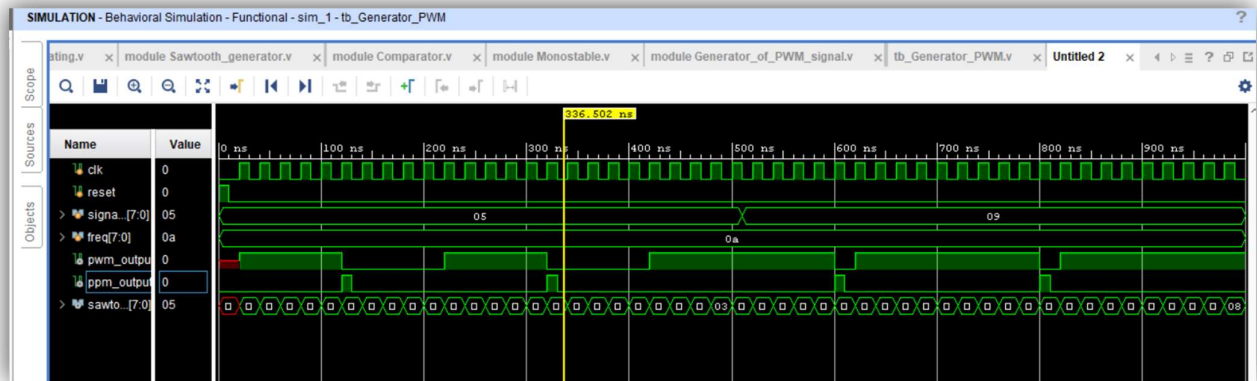 SIMULATION - Behavioral Simulation - Functional - sim_1 - tb_Generator_PWM ?
ating.v × module Sawtooth_generator.v × module Comparator.v × module Monostable.v × module Generator_of_PWM_signal.v × tb_Generator_PWM.v × Untitled 2 × ?
Scope
Sources
Objects
336.502 ns
Name Value 0 ns 100 ns 200 ns 300 n 400 ns 500 ns 600 ns 700 ns 800 ns 900 ns
clk 0
reset 0
signa...[7:0] 05 05 09
freq[7:0] 0a 0a
pwm_outpu 0
ppm_output 0
sawto...[7:0] 05 03 08